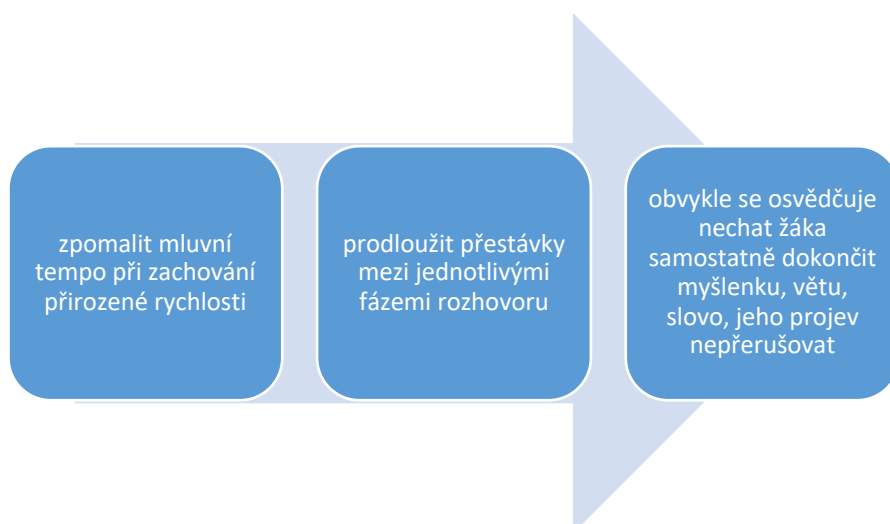 zpomalit mluvní
tempo při zachování
přirozené rychlosti
prodloužit přestávky
mezi jednotlivými
fázemi rozhovoru
obvykle se osvědčuje
nechat žáka
samostatně dokončit
myšlenku, větu,
slovo, jeho projev
nepřerušovat